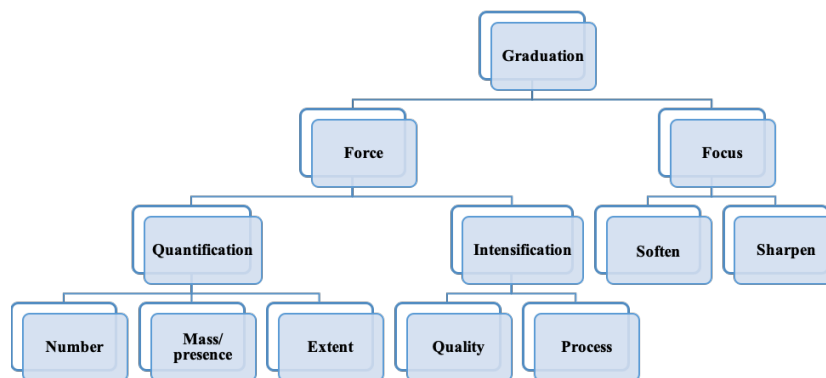 Graduation
Force
Focus
Quantification
Intensification
Soften
Sharpen
Number
Mass/
presence
Extent
Quality
Process